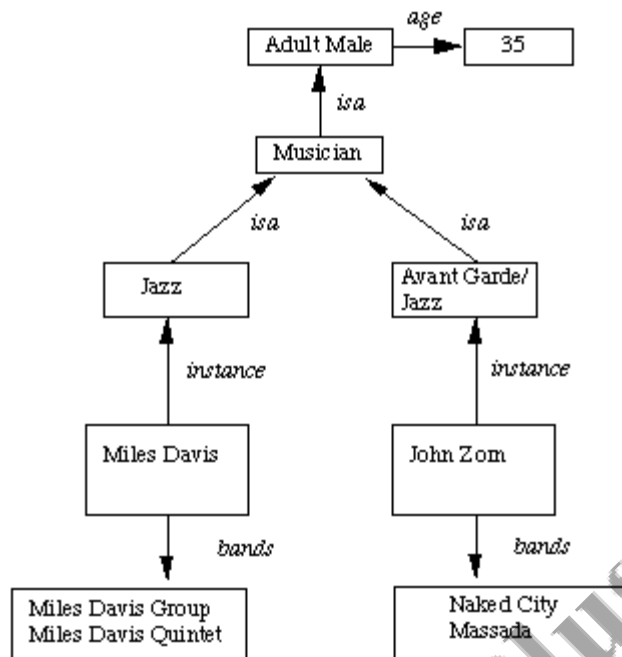 age
Adult Male
35
isa
Musician
isa
isa
Jazz
Avant Garde/
Jazz
instance
instance
Miles Davis
John Zorn
bands
bands
Miles Davis Group
Miles Davis Quintet
Naked City
Massada